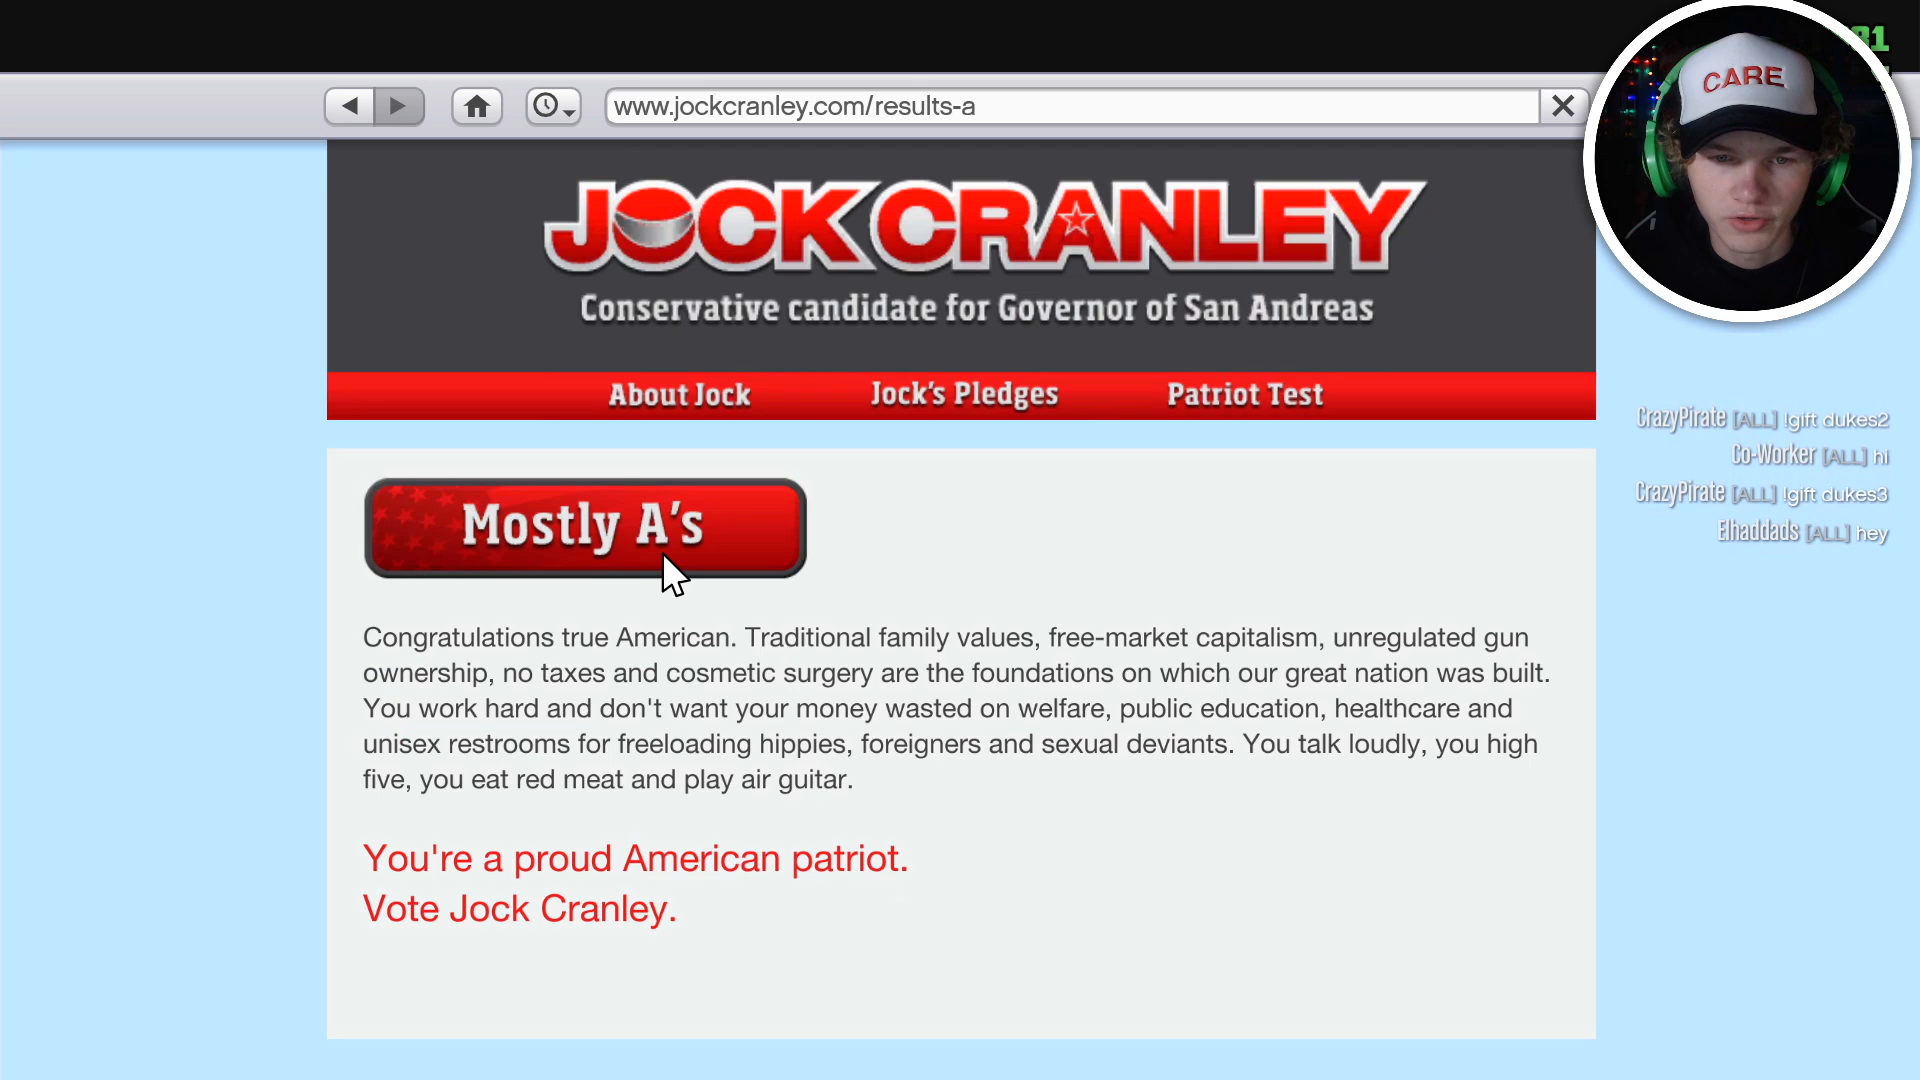 www.jockcranley.com/results-a
31
CARE
JOCK CRANLEY
Conservative candidate for Governor of San Andreas
About Jock
Jock's Pledges
Patriot Test
CrazyPirate [ALL] !gift dukes2
Co-Worker [ALL] hi
CrazyPirate [ALL] !gift dukes3
Elhaddads [ALL] hey
Mostly A's
Congratulations true American. Traditional family values, free-market capitalism, unregulated gun
ownership, no taxes and cosmetic surgery are the foundations on which our great nation was built.
You work hard and don't want your money wasted on welfare, public education, healthcare and
unisex restrooms for freeloading hippies, foreigners and sexual deviants. You talk loudly, you high
five, you eat red meat and play air guitar.
You're a proud American patriot.
Vote Jock Cranley.